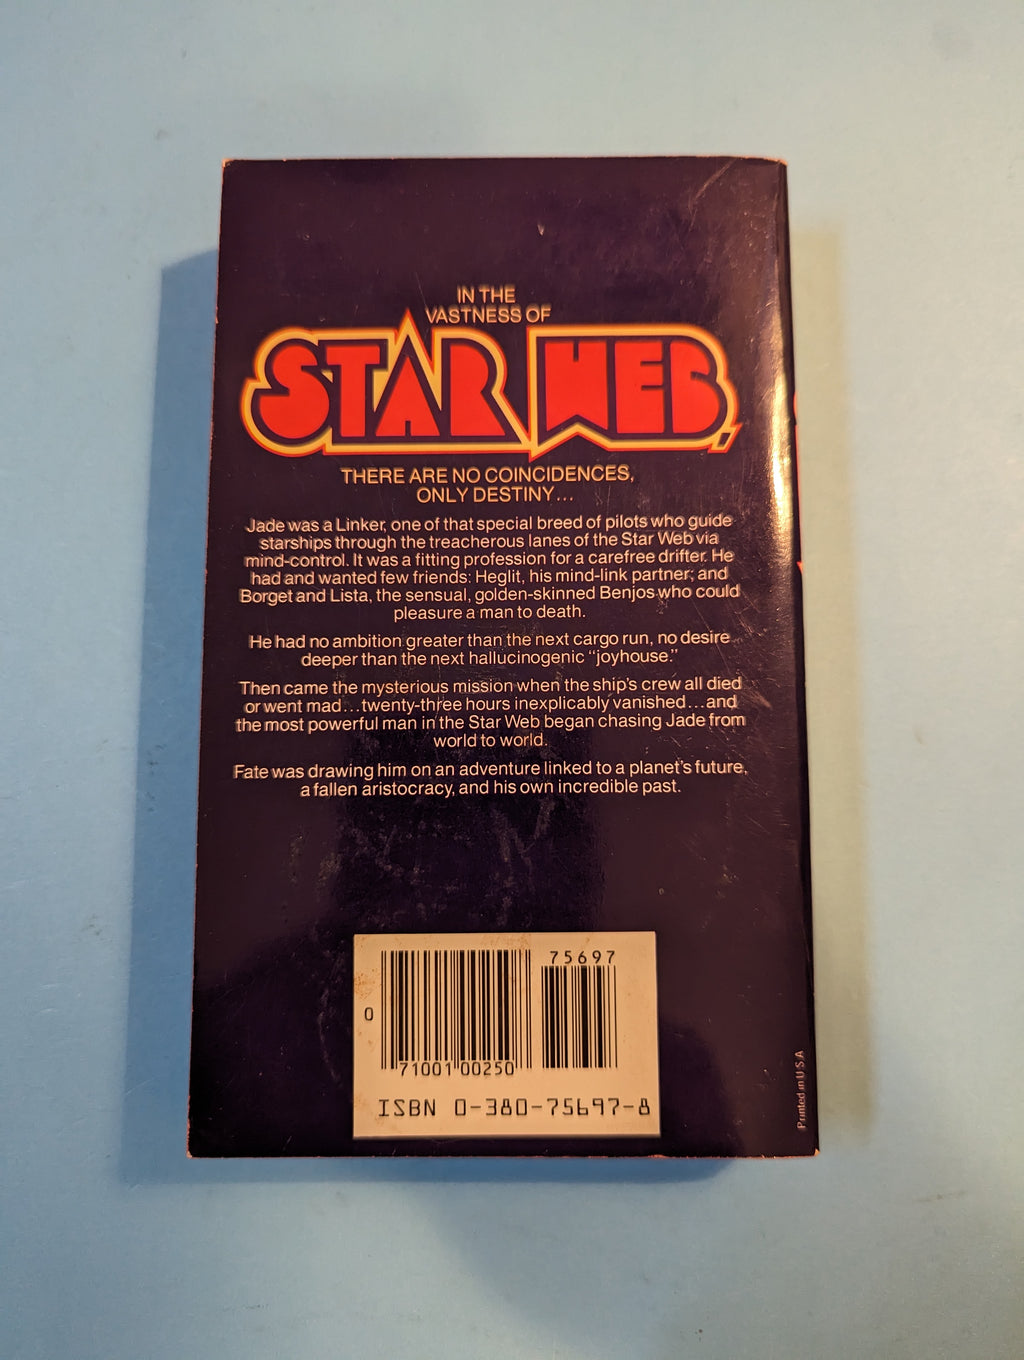 IN THE
VASTNESS OF
STAR WEB,
THERE ARE NO COINCIDENCES,
ONLY DESTINY...
Jade was a Linker, one of that special breed of pilots who guide
starships through the treacherous lanes of the Star Web via
mind-control. It was a fitting profession for a carefree drifter. He
had and wanted few friends: Heglit, his mind-link partner; and
Borget and Lista, the sensual, golden-skinned Benjos who could
pleasure a man to death.
He had no ambition greater than the next cargo run, no desire
deeper than the next hallucinogenic "joyhouse."
Then came the mysterious mission when the ship's crew all died
or went mad...twenty-three hours inexplicably vanished...and
the most powerful man in the Star Web began chasing Jade from
world to world.
Fate was drawing him on an adventure linked to a planet's future,
a fallen aristocracy, and his own incredible past.
75697
0
71001 00250
ISBN 0-380-75697-8
Printed in U.S.A